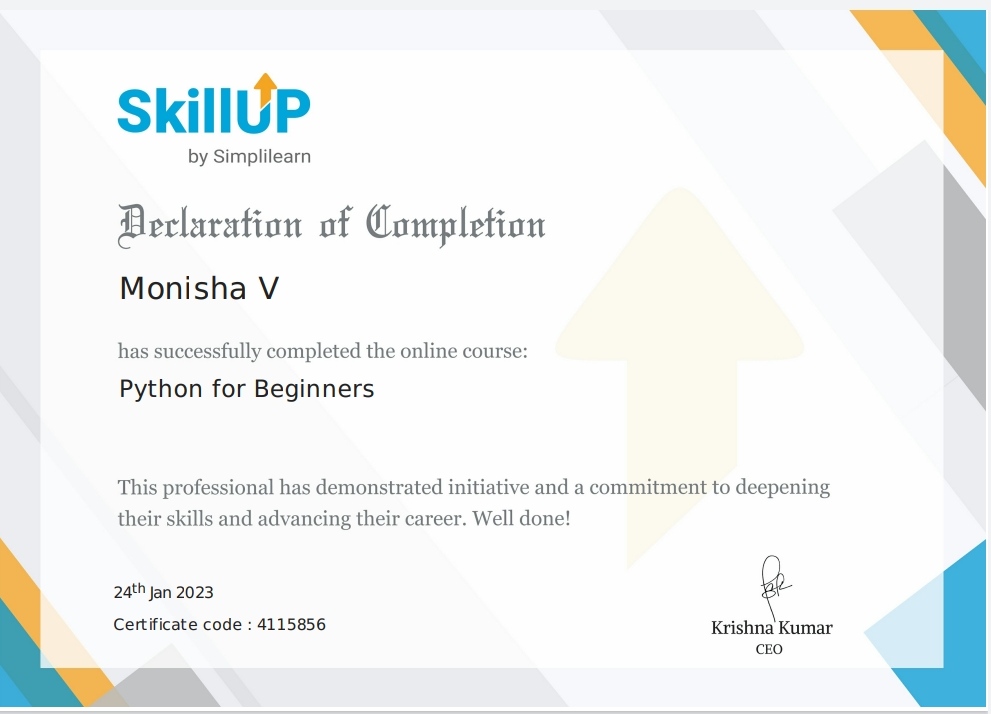 SkillUP
by Simplilearn
Declaration of Completion
Monisha V
has successfully completed the online course:
Python for Beginners
This professional has demonstrated initiative and a commitment to deepening
their skills and advancing their career. Well done!
24th Jan 2023
Certificate code : 4115856
Krishna Kumar
CEO